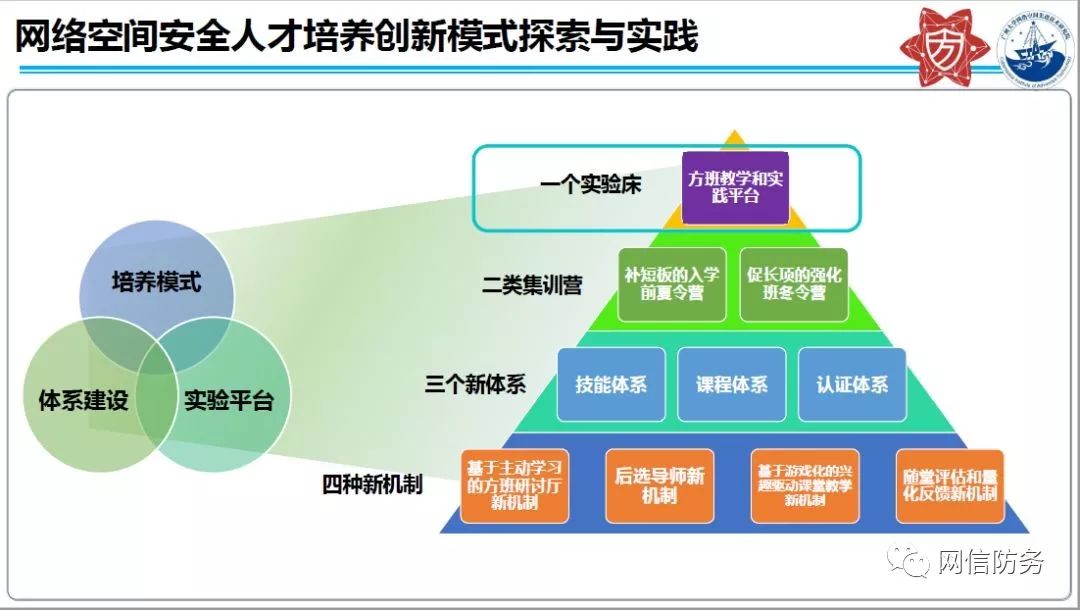 网络空间安全人才培养创新模式探索与实践
方
培养模式
体系建设
实验平台
一个实验床
方班教学和实
践平台
二类集训营
补短板的入学
前夏令营
促长项的强化
班冬令营
三个新体系
技能体系
课程体系
认证体系
四种新机制
基于主动学习
的方班研讨厅
新机制
后选导师新
机制
基于游戏化的兴
趣驱动课堂教学
新机制
随堂评估和量
化反馈新机制
网信防务